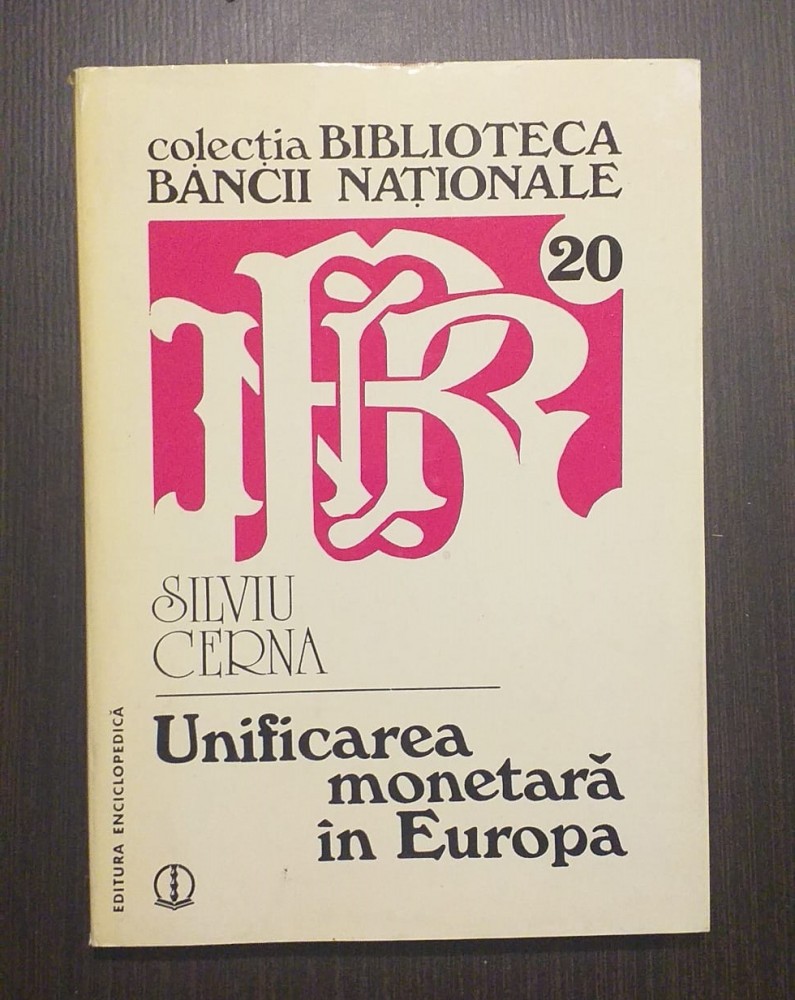 colecția BIBLIOTECA
BĂNCII NAȚIONALE
20
SILVIU
CERNA
Unificarea
monetară
în Europa
EDITURA ENCICLOPEDICĂ